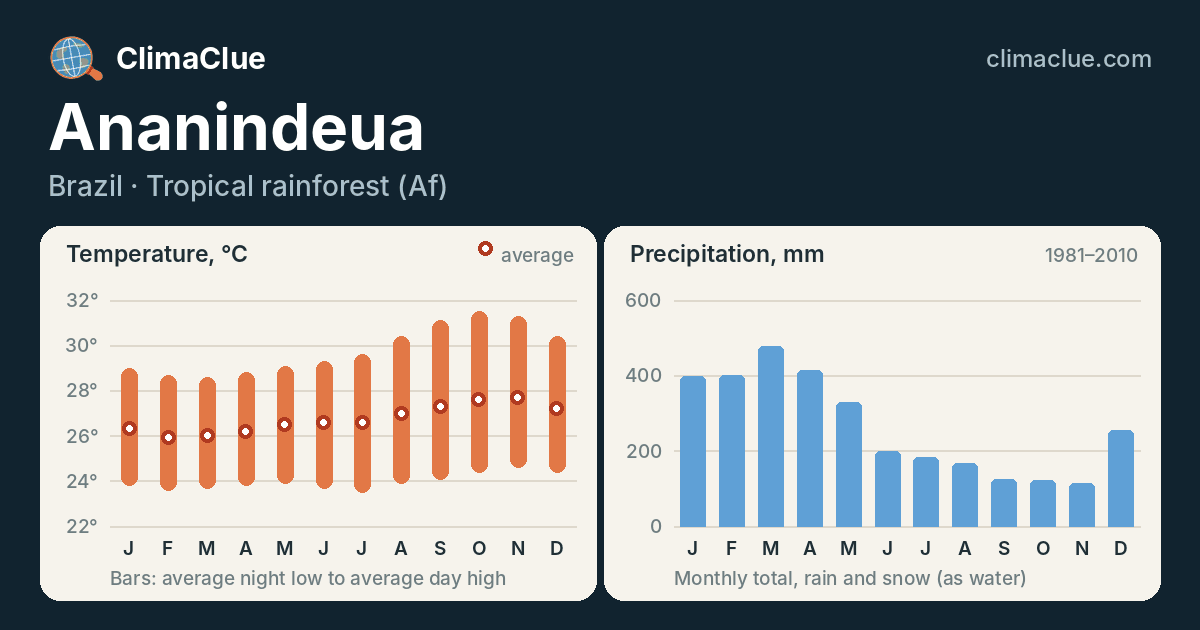 ClimaClue
climaclue.com
Ananindeua
Brazil · Tropical rainforest (Af)
Temperature, °C
average
32°
30°
28°
26°
24°
22°
J F M A M J J A S O N D
Bars: average night low to average day high
Precipitation, mm
1981–2010
600
400
200
0
J F M A M J J A S O N D
Monthly total, rain and snow (as water)